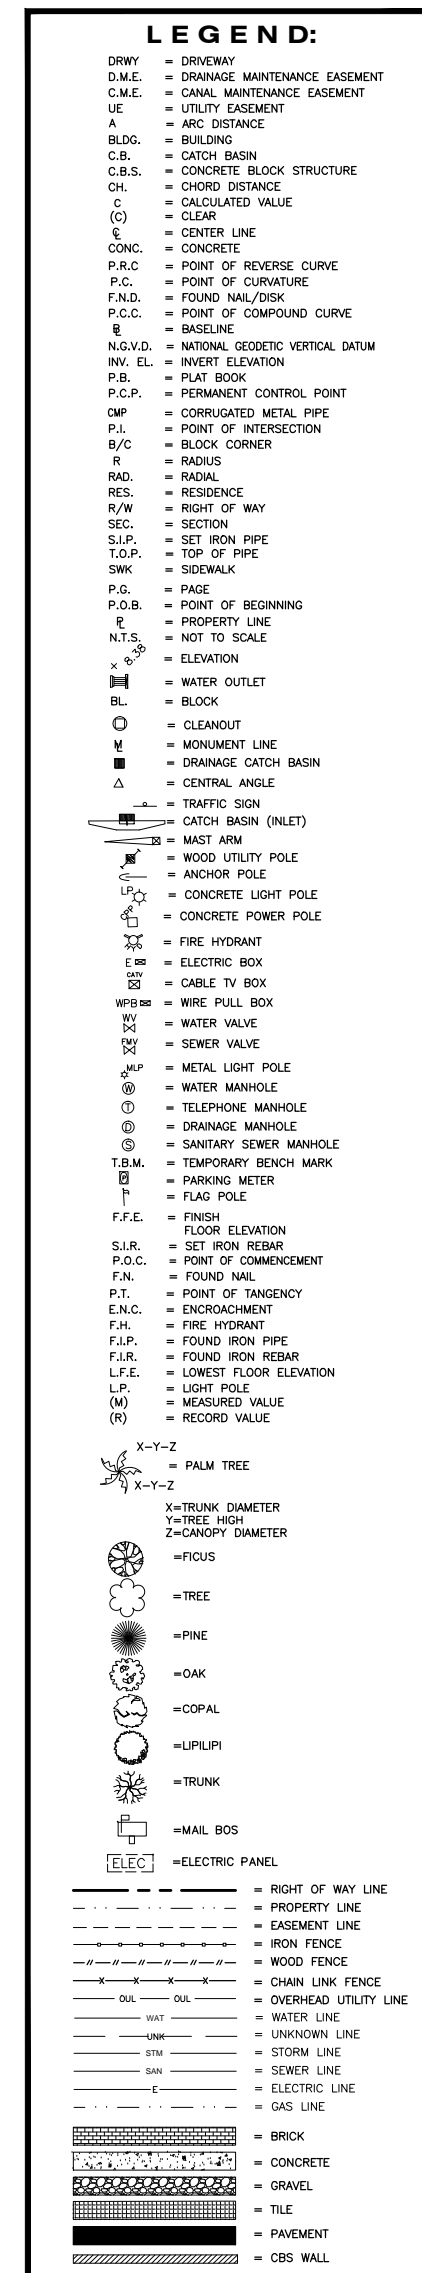 LEGEND:
DRWY = DRIVEWAY
D.M.E. = DRAINAGE MAINTENANCE EASEMENT
C.M.E. = CANAL MAINTENANCE EASEMENT
UE = UTILITY EASEMENT
A = ARC DISTANCE
BLDG. = BUILDING
C.B. = CATCH BASIN
C.B.S. = CONCRETE BLOCK STRUCTURE
CH. = CHORD DISTANCE
C = CALCULATED VALUE
(C) = CLEAR
CL = CENTER LINE
CONC. = CONCRETE
P.R.C = POINT OF REVERSE CURVE
P.C. = POINT OF CURVATURE
F.N.D. = FOUND NAIL/DISK
P.C.C. = POINT OF COMPOUND CURVE
BL = BASELINE
N.G.V.D. = NATIONAL GEODETIC VERTICAL DATUM
INV. EL. = INVERT ELEVATION
P.B. = PLAT BOOK
P.C.P. = PERMANENT CONTROL POINT
CMP = CORRUGATED METAL PIPE
P.I. = POINT OF INTERSECTION
B/C = BLOCK CORNER
R = RADIUS
RAD. = RADIAL
RES. = RESIDENCE
R/W = RIGHT OF WAY
SEC. = SECTION
S.I.P. = SET IRON PIPE
T.O.P. = TOP OF PIPE
SWK = SIDEWALK
P.G. = PAGE
P.O.B. = POINT OF BEGINNING
PL = PROPERTY LINE
N.T.S. = NOT TO SCALE
x 8.38 = ELEVATION
= WATER OUTLET
BL. = BLOCK
= CLEANOUT
ML = MONUMENT LINE
= DRAINAGE CATCH BASIN
△ = CENTRAL ANGLE
= TRAFFIC SIGN
= CATCH BASIN (INLET)
= MAST ARM
= WOOD UTILITY POLE
= ANCHOR POLE
LP = CONCRETE LIGHT POLE
CPP = CONCRETE POWER POLE
= FIRE HYDRANT
E = ELECTRIC BOX
CATV = CABLE TV BOX
WPB = WIRE PULL BOX
WV = WATER VALVE
FMV = SEWER VALVE
MLP = METAL LIGHT POLE
W = WATER MANHOLE
T = TELEPHONE MANHOLE
D = DRAINAGE MANHOLE
S = SANITARY SEWER MANHOLE
T.B.M. = TEMPORARY BENCH MARK
= PARKING METER
= FLAG POLE
F.F.E. = FINISH
FLOOR ELEVATION
S.I.R. = SET IRON REBAR
P.O.C. = POINT OF COMMENCEMENT
F.N. = FOUND NAIL
P.T. = POINT OF TANGENCY
E.N.C. = ENCROACHMENT
F.H. = FIRE HYDRANT
F.I.P. = FOUND IRON PIPE
F.I.R. = FOUND IRON REBAR
L.F.E. = LOWEST FLOOR ELEVATION
L.P. = LIGHT POLE
(M) = MEASURED VALUE
(R) = RECORD VALUE
X-Y-Z
= PALM TREE
X-Y-Z
X=TRUNK DIAMETER
Y=TREE HIGH
Z=CANOPY DIAMETER
=FICUS
=TREE
=PINE
=OAK
=COPAL
=LIPILIPI
=TRUNK
=MAIL BOS
ELEC =ELECTRIC PANEL
= RIGHT OF WAY LINE
= PROPERTY LINE
= EASEMENT LINE
= IRON FENCE
= WOOD FENCE
X X X X = CHAIN LINK FENCE
OUL OUL = OVERHEAD UTILITY LINE
WAT = WATER LINE
UNK = UNKNOWN LINE
STM = STORM LINE
SAN = SEWER LINE
E = ELECTRIC LINE
= GAS LINE
= BRICK
= CONCRETE
= GRAVEL
= TILE
= PAVEMENT
= CBS WALL